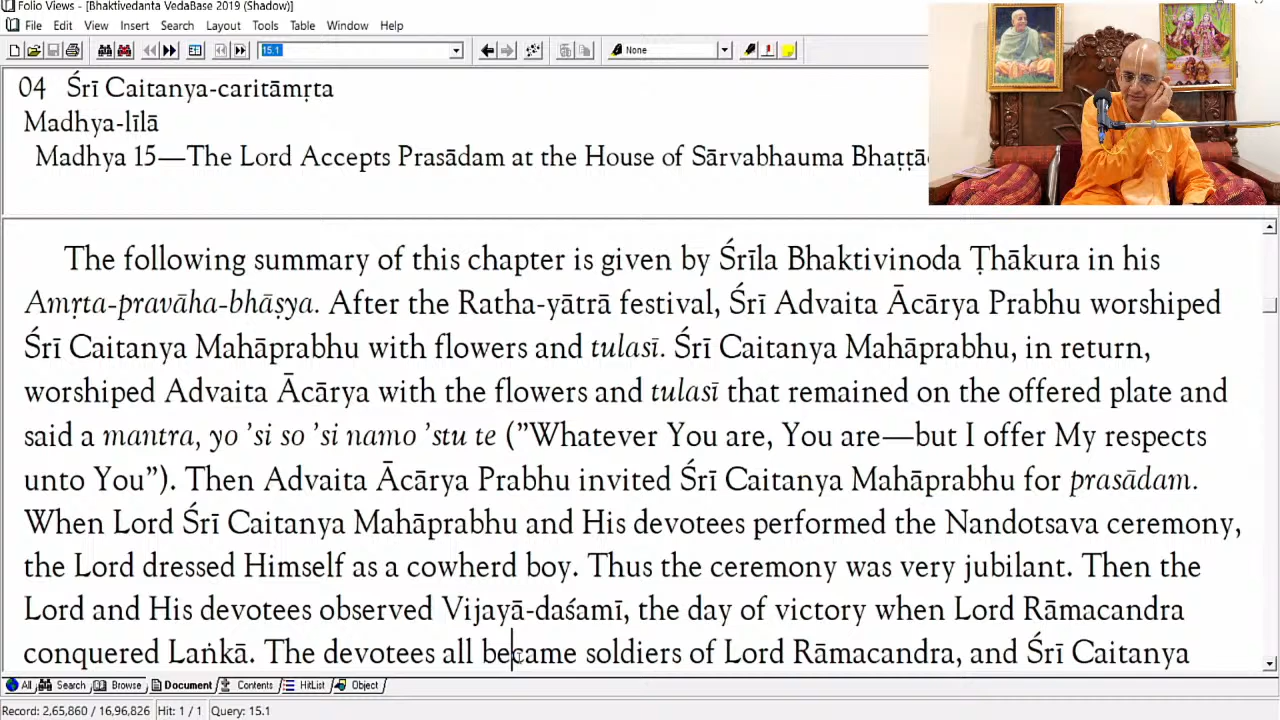 Folio Views - [Bhaktivedanta VedaBase 2019 (Shadow)]
File Edit View Insert Search Layout Tools Table Window Help
15.1 None
04 Śrī Caitanya-caritāmṛta
Madhya-līlā
Madhya 15—The Lord Accepts Prasādam at the House of Sārvabhauma Bhaṭṭāc
The following summary of this chapter is given by Śrīla Bhaktivinoda Ṭhākura in his
Amṛta-pravāha-bhāṣya. After the Ratha-yātrā festival, Śrī Advaita Ācārya Prabhu worshiped
Śrī Caitanya Mahāprabhu with flowers and tulasī. Śrī Caitanya Mahāprabhu, in return,
worshiped Advaita Ācārya with the flowers and tulasī that remained on the offered plate and
said a mantra, yo ’si so ’si namo ’stu te (”Whatever You are, You are—but I offer My respects
unto You”). Then Advaita Ācārya Prabhu invited Śrī Caitanya Mahāprabhu for prasādam.
When Lord Śrī Caitanya Mahāprabhu and His devotees performed the Nandotsava ceremony,
the Lord dressed Himself as a cowherd boy. Thus the ceremony was very jubilant. Then the
Lord and His devotees observed Vijayā-daśamī, the day of victory when Lord Rāmacandra
conquered Laṅkā. The devotees all became soldiers of Lord Rāmacandra, and Śrī Caitanya
All Search Browse Document Contents HitList Object
Record: 2,65,860 / 16,96,826 Hit: 1 / 1 Query: 15.1